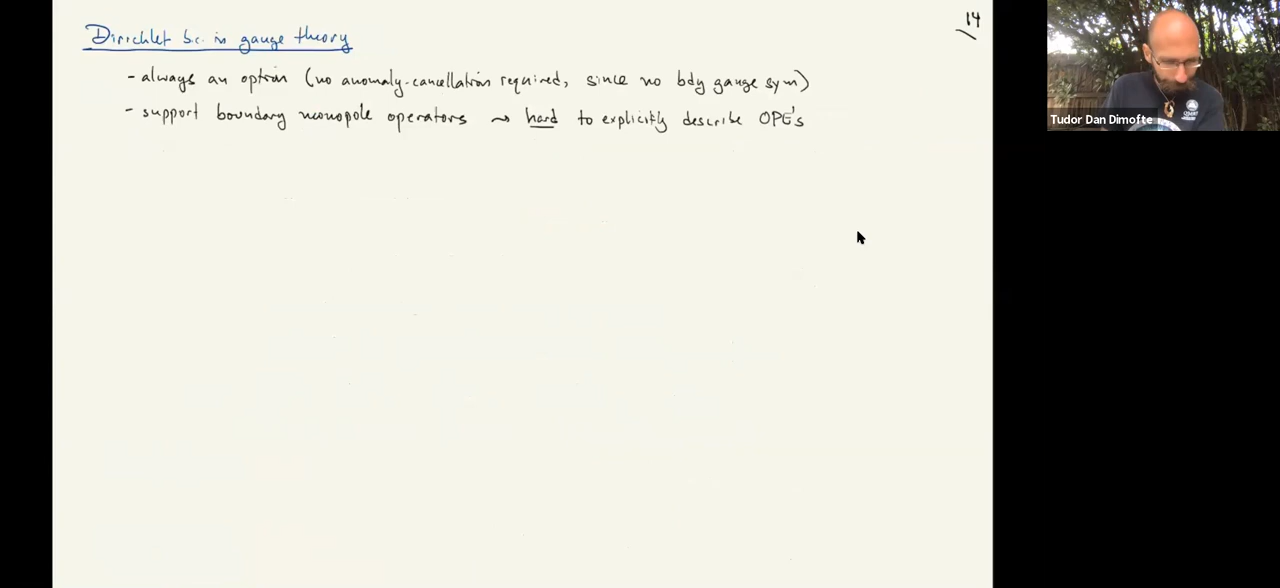 Dirichlet b.c. in gauge theory
14
- always an option (no anomaly-cancellation required, since no bdy gauge sym)
- support boundary monopole operators ⇝ hard to explicitly describe OPE's
Tudor Dan Dimofte